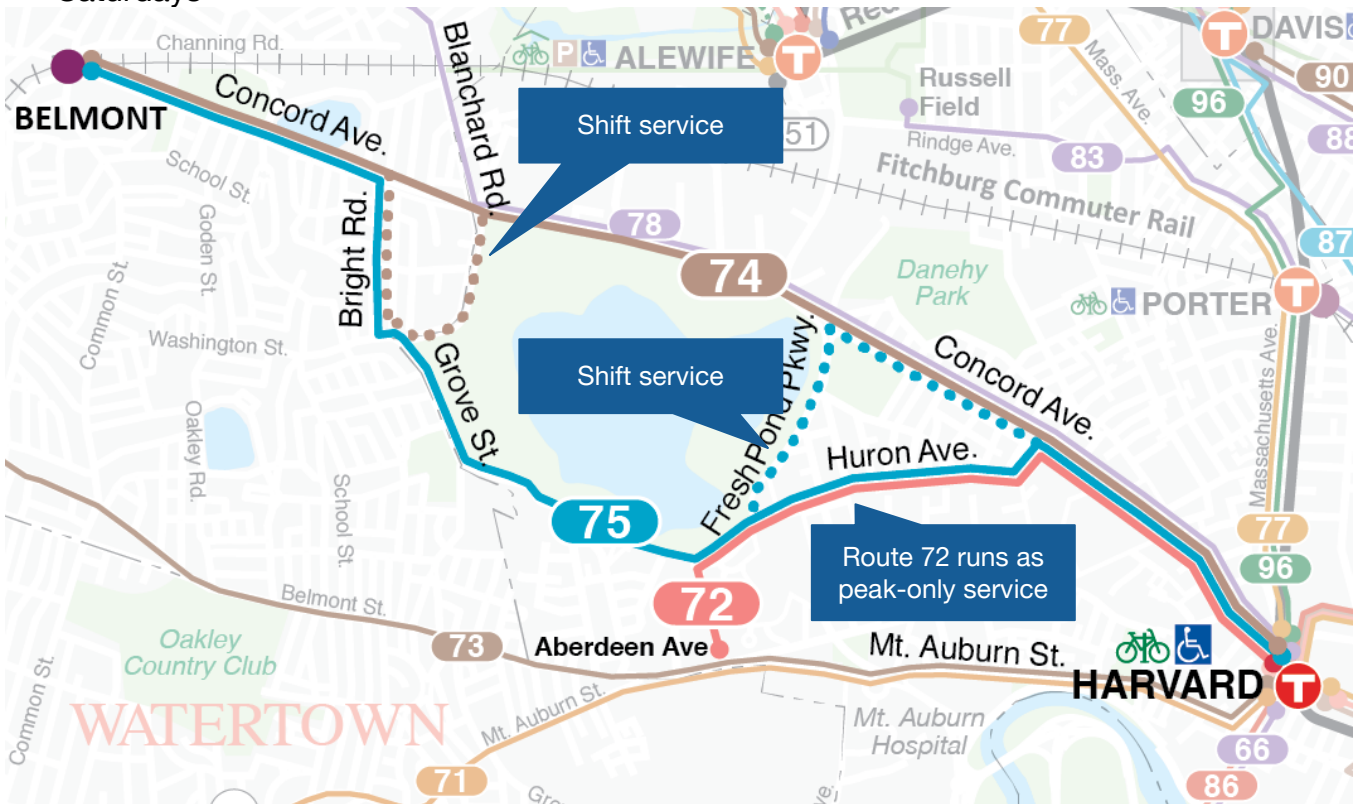 Saturdays
Channing Rd.
Blanchard Rd.
P
ALEWIFE
T
Red
77
Mass. Ave.
T
DAVIS
90
BELMONT
Concord Ave.
Shift service
51
Russell
Field
96
88
School St.
Rindge Ave.
83
Fitchburg Commuter Rail
Goden St.
Bright Rd.
78
87
74
Danehy
Park
PORTER
T
Common St.
Washington St.
Grove St.
Shift service
Fresh Pond Pkwy.
Concord Ave.
Massachusetts Ave.
Oakley Rd.
School St.
Huron Ave.
75
77
Route 72 runs as
peak-only service
96
72
Belmont St.
73
Aberdeen Ave
Mt. Auburn St.
Oakley
Country Club
HARVARD
T
Common St.
WATERTOWN
Mt. Auburn St.
Mt. Auburn
Hospital
66
71
86